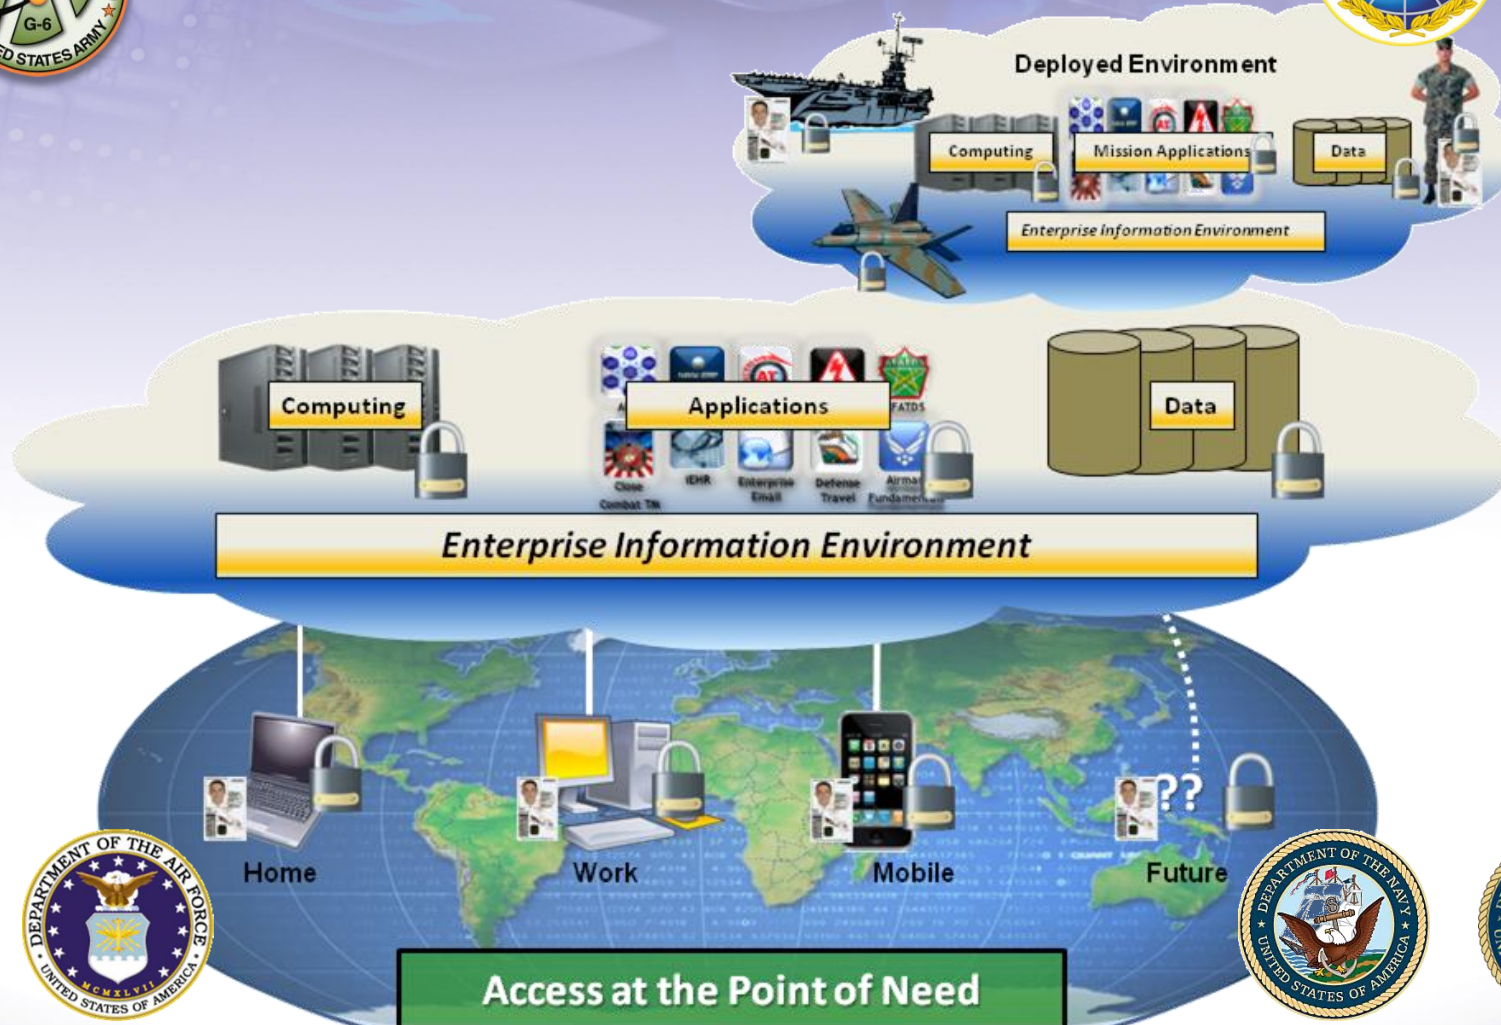 G-6
ED STATES ARMY
Deployed Environment
Computing
Mission Applications
Data
Enterprise Information Environment
Computing
Applications
Data
FATDS
Close
Combat TM
iEHR
Enterprise
Email
Defense
Travel
Enterprise Information Environment
??
Home
Work
Mobile
Future
DEPARTMENT OF THE AIR FORCE
MCMXLVII
UNITED STATES OF AMERICA
DEPARTMENT OF THE NAVY
UNITED STATES OF AMERICA
Access at the Point of Need